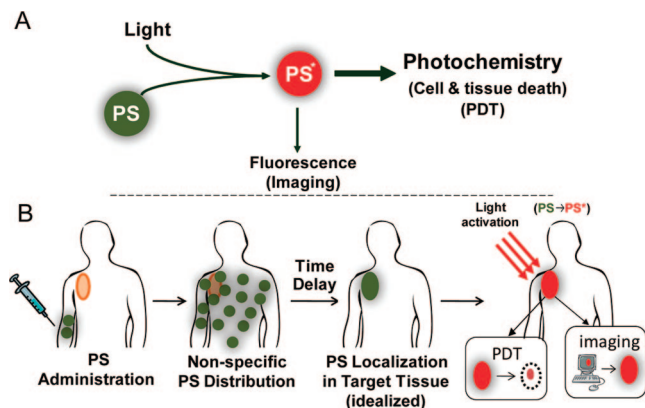 A
Light
PS
PS*
Photochemistry
(Cell & tissue death)
(PDT)
Fluorescence
(Imaging)
B
Light
activation
(PS→PS*)
Time
Delay
PS
Administration
Non-specific
PS Distribution
PS Localization
in Target Tissue
(idealized)
PDT
imaging